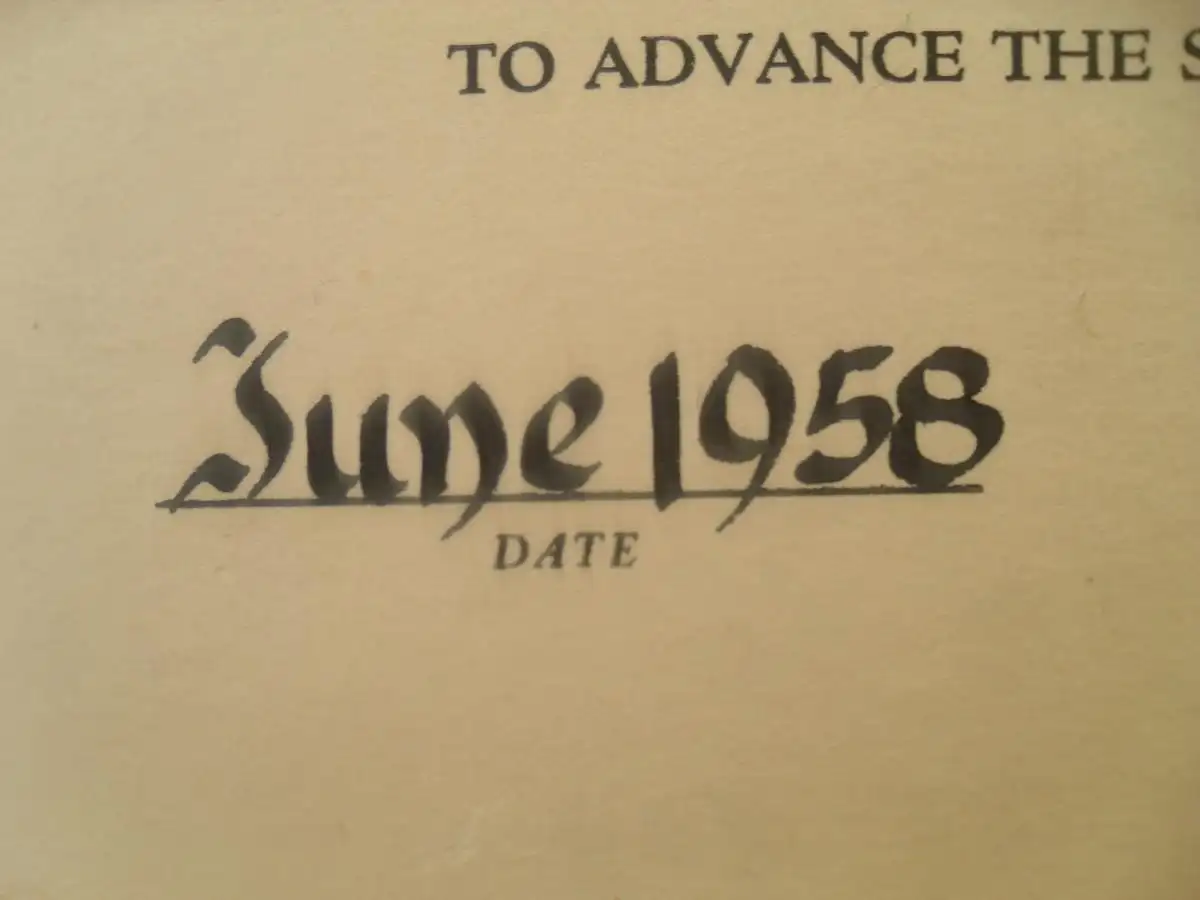 TO ADVANCE THE
June 1958
DATE